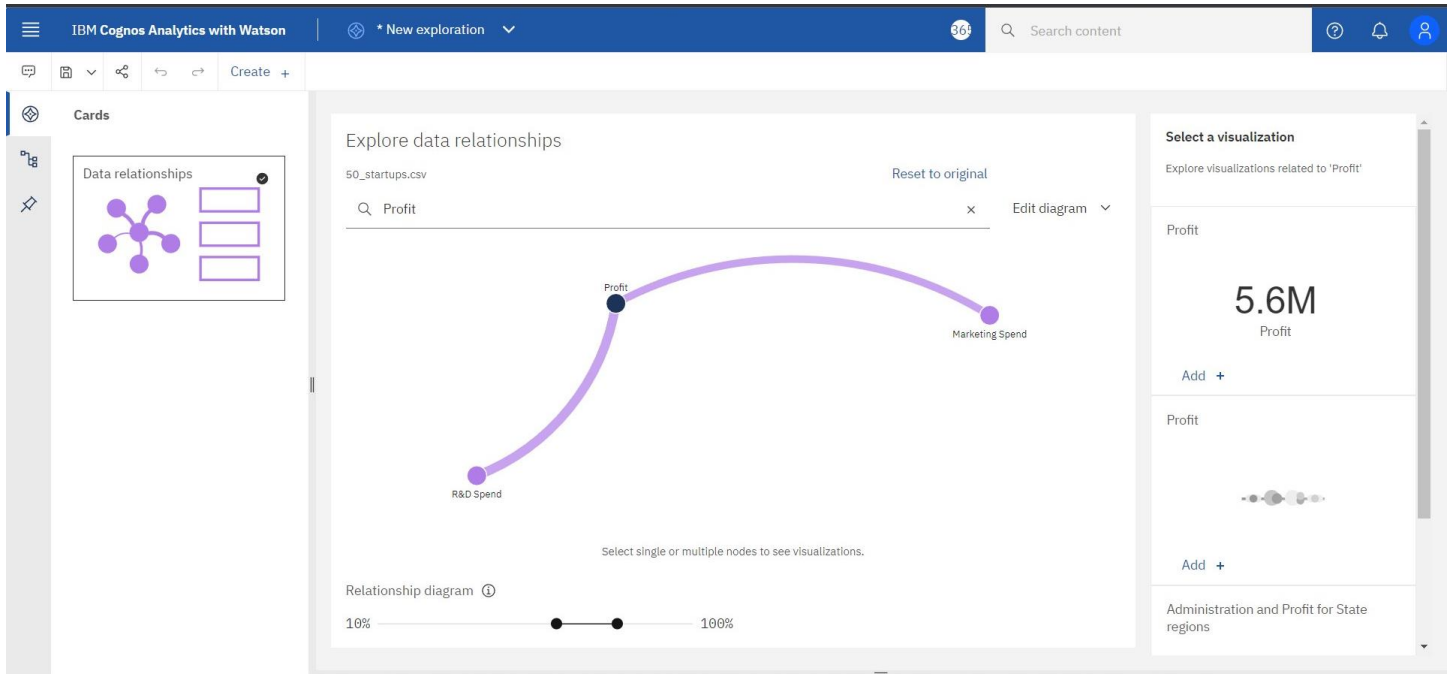 IBM Cognos Analytics with Watson
* New exploration
Search content
Create +
Cards
Data relationships
Explore data relationships
50_startups.csv
Reset to original
Profit
Edit diagram
Profit
Marketing Spend
R&D Spend
Select single or multiple nodes to see visualizations.
Relationship diagram
10%
100%
Select a visualization
Explore visualizations related to 'Profit'
Profit
5.6M
Profit
Add +
Profit
Add +
Administration and Profit for State
regions